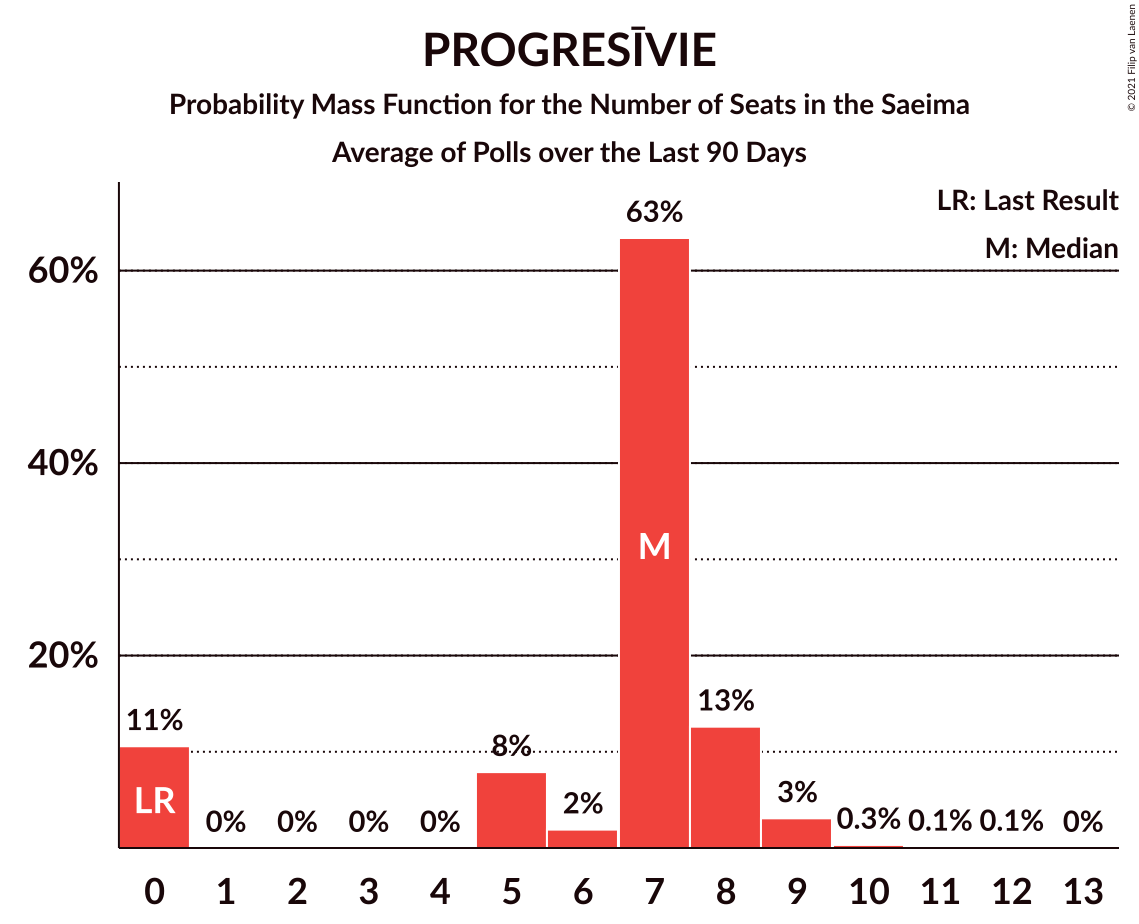 PROGRESĪVIE
Probability Mass Function for the Number of Seats in the Saeima
Average of Polls over the Last 90 Days
© 2021 Filip van Laenen
LR: Last Result
M: Median
63%
60%
40%
M
20%
13%
11%
8%
LR
3%
2%
0% 0% 0% 0% 0.3% 0.1% 0.1% 0%
0 1 2 3 4 5 6 7 8 9 10 11 12 13